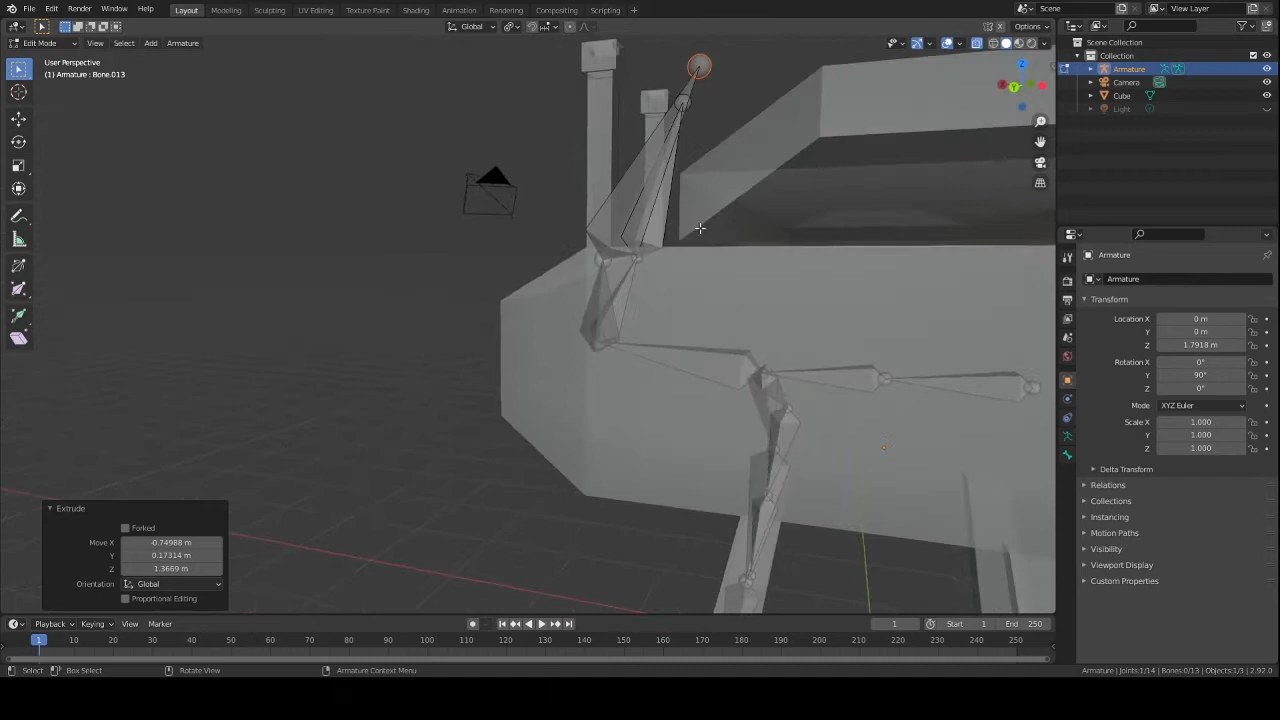 File Edit Render Window Help Layout Modeling Sculpting UV Editing Texture Paint Shading Animation Rendering Compositing Scripting + Scene View Layer
Global Options
Edit Mode View Select Add Armature
User Perspective
(1) Armature : Bone.013
Z
X
Y
Scene Collection
Collection
Armature
Camera
Cube
Light
Armature
Armature
Transform
Location X 0 m
Y 0 m
Z 1.7918 m
Rotation X 0°
Y 90°
Z 0°
Mode XYZ Euler
Scale X 1.000
Y 1.000
Z 1.000
Delta Transform
Relations
Collections
Instancing
Motion Paths
Visibility
Viewport Display
Custom Properties
Extrude
Forked
Move X -0.74988 m
Y 0.17314 m
Z 1.3669 m
Orientation Global
Proportional Editing
Playback Keying View Marker 1 Start 1 End 250
1 10 20 30 40 50 60 70 80 90 100 110 120 130 140 150 160 170 180 190 200 210 220 230 240 250
Select Box Select Rotate View Armature Context Menu Armature | Joints:1/14 | Bones:0/13 | Objects:1/3 | 2.92.0